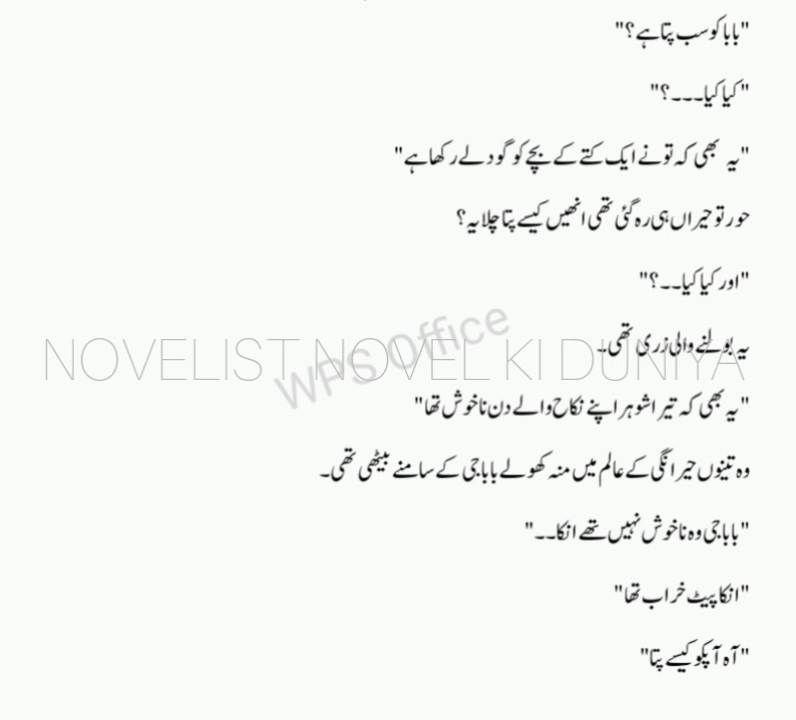 "بابا کو سب پتا ہے؟"
"کیا کیا۔۔۔؟"
"یہ بھی کہ تو نے ایک کتے کے بچے کو گود لے رکھا ہے"
حور تو حیراں ہی رہ گئی تھی انھیں کیسے پتا چلا یہ؟
"اور کیا کیا۔۔؟"
یہ بولنے والی زری تھی۔
NOVELIST NOVEL KI DUNIYA
WPS Office
"یہ بھی کہ تیرا شوہر اپنے نکاح والے دن ناخوش تھا"
وہ تینوں حیرانگی کے عالم میں منہ کھولے بابا جی کے سامنے بیٹھی تھی۔
"بابا جی وہ ناخوش نہیں تھے انکا۔۔"
"انکا پیٹ خراب تھا"
"آہ آپکو کیسے پتا"